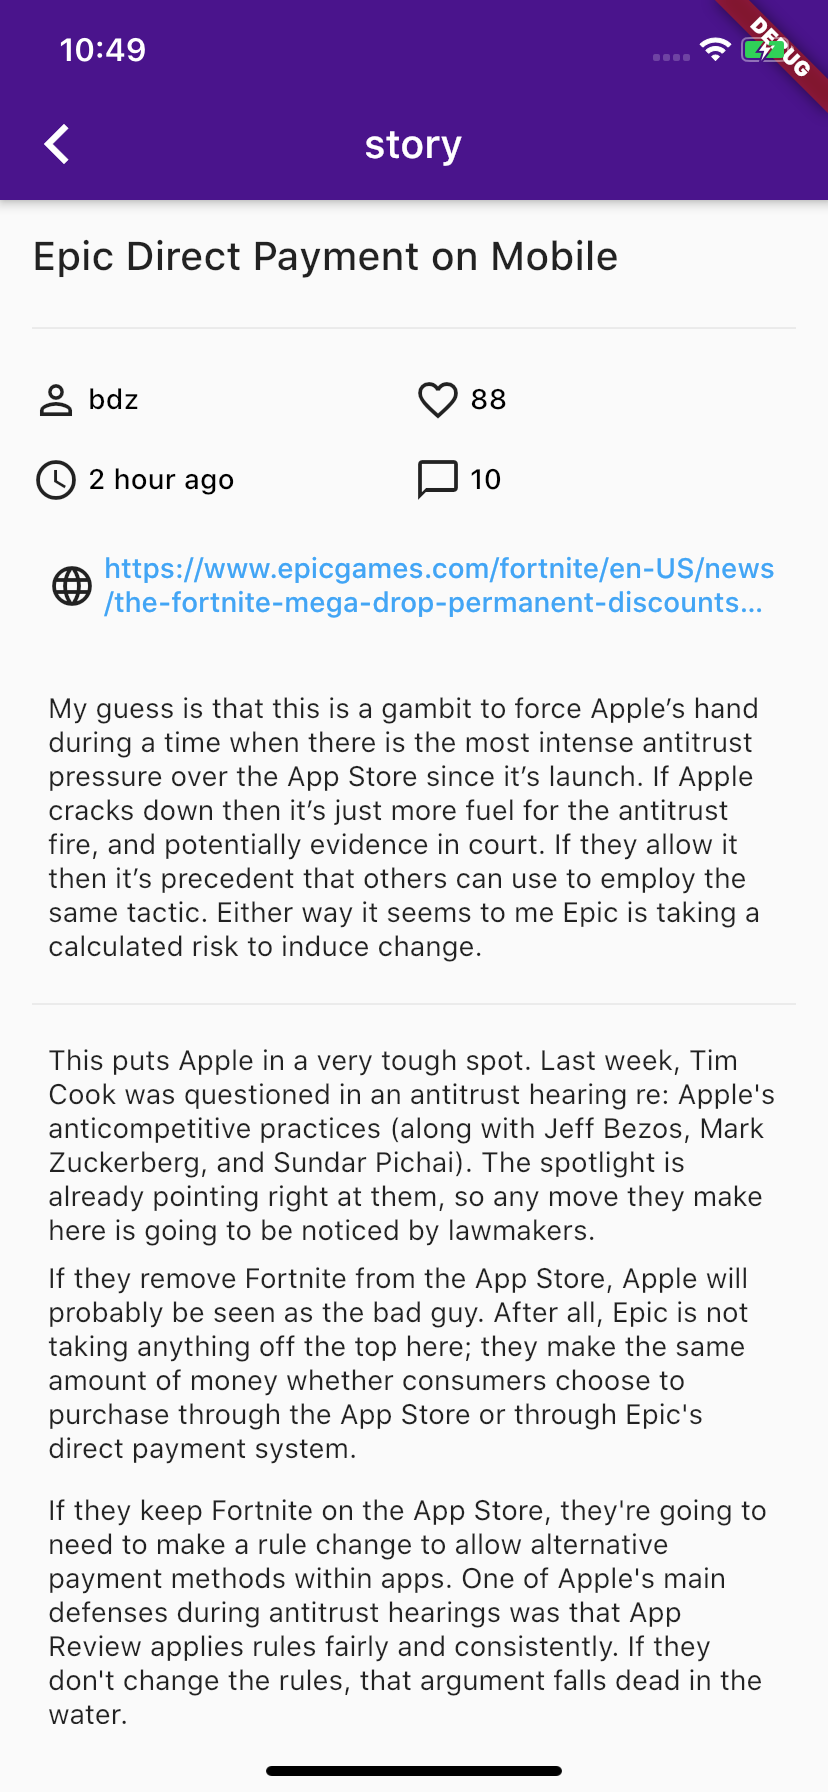 10:49
DEBUG
story
Epic Direct Payment on Mobile
bdz
88
2 hour ago
10
https://www.epicgames.com/fortnite/en-US/news
/the-fortnite-mega-drop-permanent-discounts...
My guess is that this is a gambit to force Apple’s hand
during a time when there is the most intense antitrust
pressure over the App Store since it’s launch. If Apple
cracks down then it’s just more fuel for the antitrust
fire, and potentially evidence in court. If they allow it
then it’s precedent that others can use to employ the
same tactic. Either way it seems to me Epic is taking a
calculated risk to induce change.
This puts Apple in a very tough spot. Last week, Tim
Cook was questioned in an antitrust hearing re: Apple's
anticompetitive practices (along with Jeff Bezos, Mark
Zuckerberg, and Sundar Pichai). The spotlight is
already pointing right at them, so any move they make
here is going to be noticed by lawmakers.
If they remove Fortnite from the App Store, Apple will
probably be seen as the bad guy. After all, Epic is not
taking anything off the top here; they make the same
amount of money whether consumers choose to
purchase through the App Store or through Epic's
direct payment system.
If they keep Fortnite on the App Store, they're going to
need to make a rule change to allow alternative
payment methods within apps. One of Apple's main
defenses during antitrust hearings was that App
Review applies rules fairly and consistently. If they
don't change the rules, that argument falls dead in the
water.